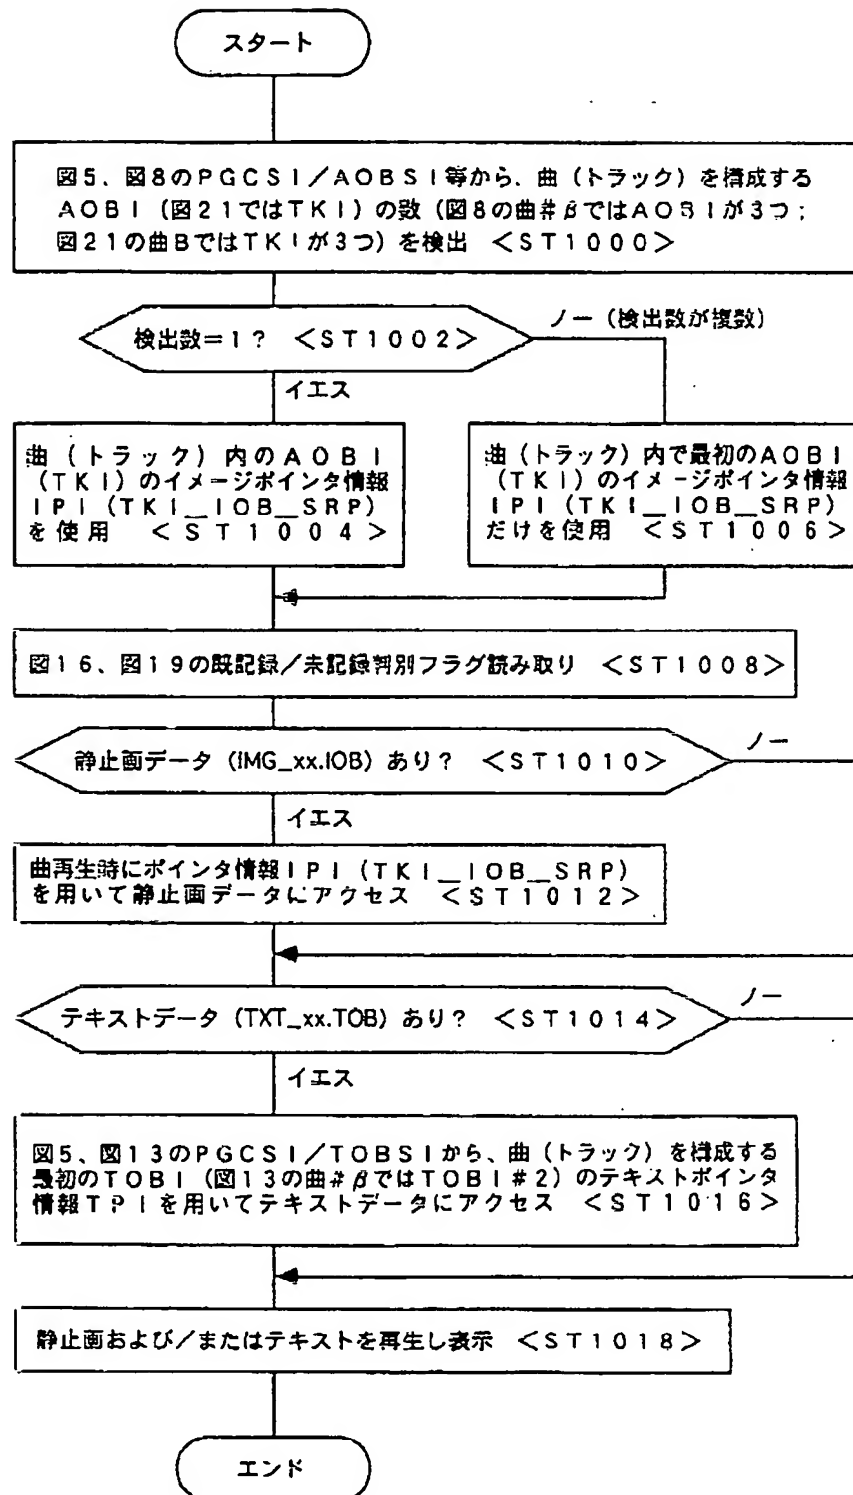 スタート
図5、図8のPGCSI/AOBSI等から、曲(トラック)を構成する
AOBI(図21ではTKI)の数(図8の曲#βではAOBIが3つ;
図21の曲BではTKIが3つ)を検出 <ST1000>
検出数=1? <ST1002>
ノー(検出数が複数)
イエス
曲(トラック)内のAOBI
(TKI)のイメージポインタ情報
IPI(TKI_IOB_SRP)
を使用 <ST1004>
曲(トラック)内で最初のAOBI
(TKI)のイメージポインタ情報
IPI(TKI_IOB_SRP)
だけを使用 <ST1006>
図16、図19の既記録/未記録判別フラグ読み取り <ST1008>
静止画データ(IMG_xx.IOB)あり? <ST1010>
ノー
イエス
曲再生時にポインタ情報IPI(TKI_IOB_SRP)
を用いて静止画データにアクセス <ST1012>
テキストデータ(TXT_xx.TOB)あり? <ST1014>
ノー
イエス
図5、図13のPGCSI/TOBSIから、曲(トラック)を構成する
最初のTOBI(図13の曲#βではTOBI#2)のテキストポインタ
情報TPIを用いてテキストデータにアクセス <ST1016>
静止画および/またはテキストを再生し表示 <ST1018>
エンド